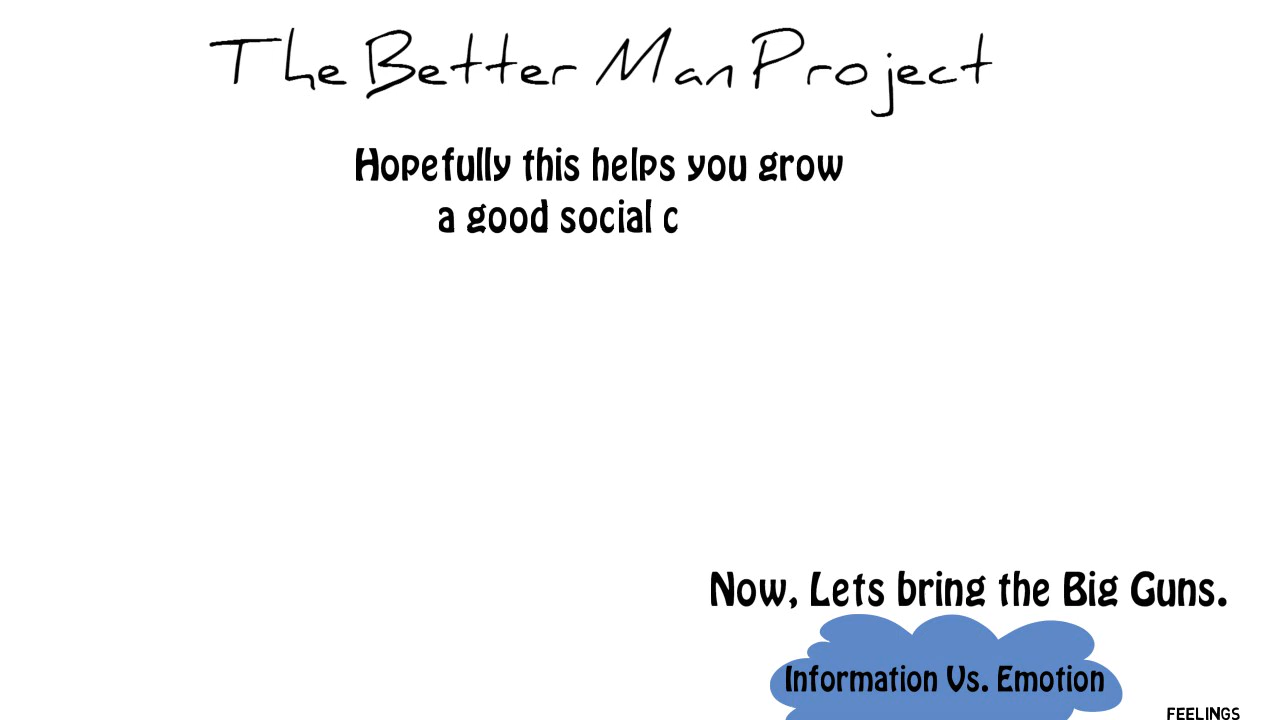 The Better Man Project
Hopefully this helps you grow
a good social c
Now, Lets bring the Big Guns.
Information Vs. Emotion
FEELINGS